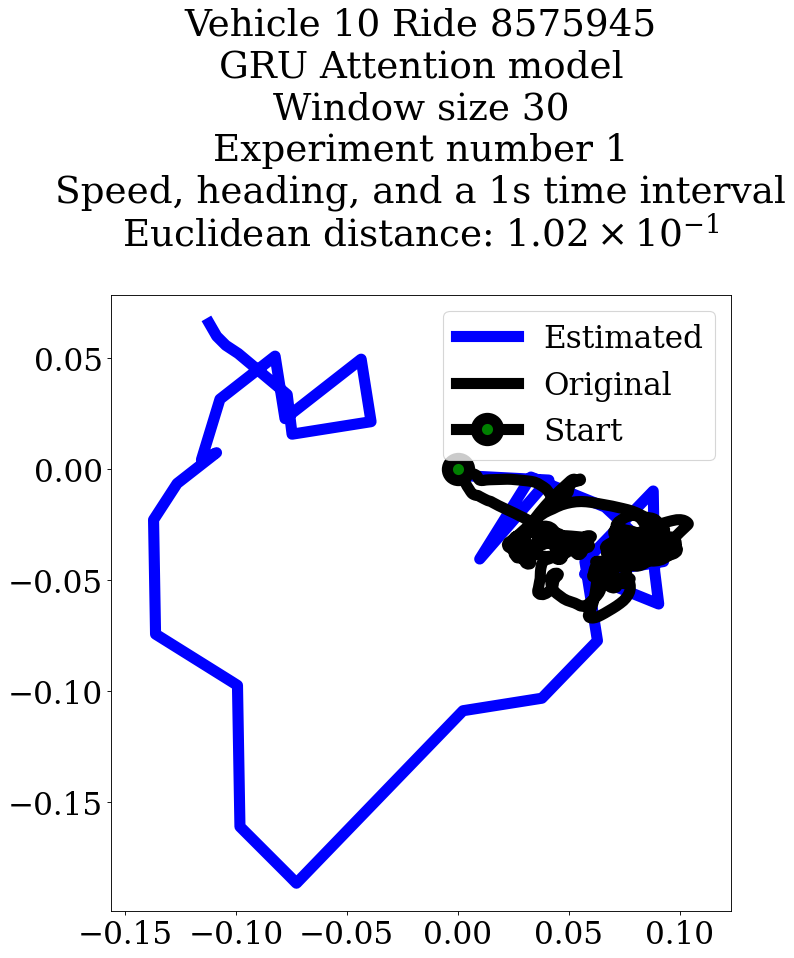 Vehicle 10 Ride 8575945
GRU Attention model
Window size 30
Experiment number 1
Speed, heading, and a 1s time interval
Euclidean distance: 1.02 × 10⁻¹
Estimated
Original
Start
0.05
0.00
−0.05
−0.10
−0.15
−0.15 −0.10 −0.05 0.00 0.05 0.10